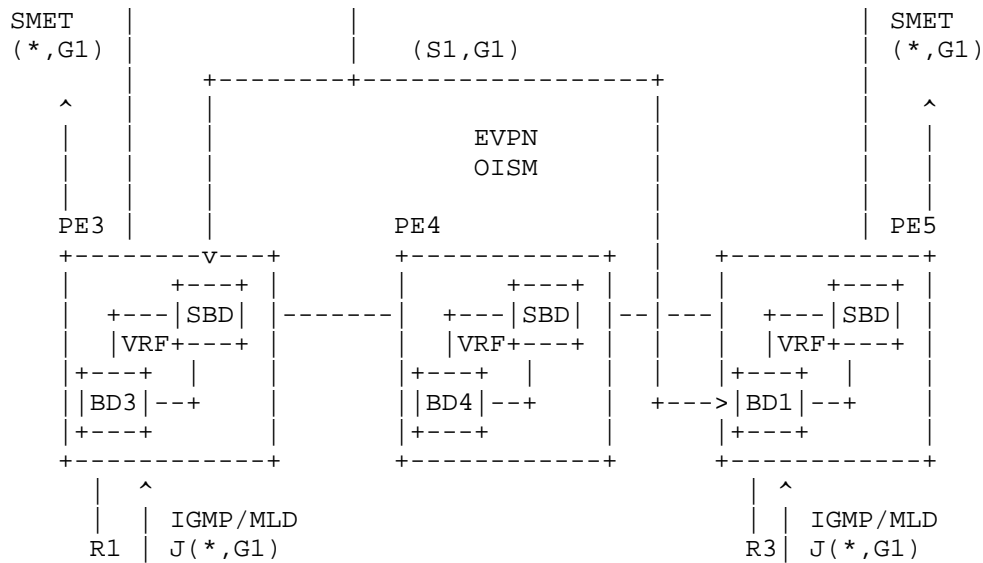 SMET SMET
(*,G1) (S1,G1) (*,G1)
EVPN
OISM
PE3 PE4 PE5
SBD SBD SBD
VRF VRF VRF
BD3 BD4 BD1
IGMP/MLD IGMP/MLD
R1 J(*,G1) R3 J(*,G1)